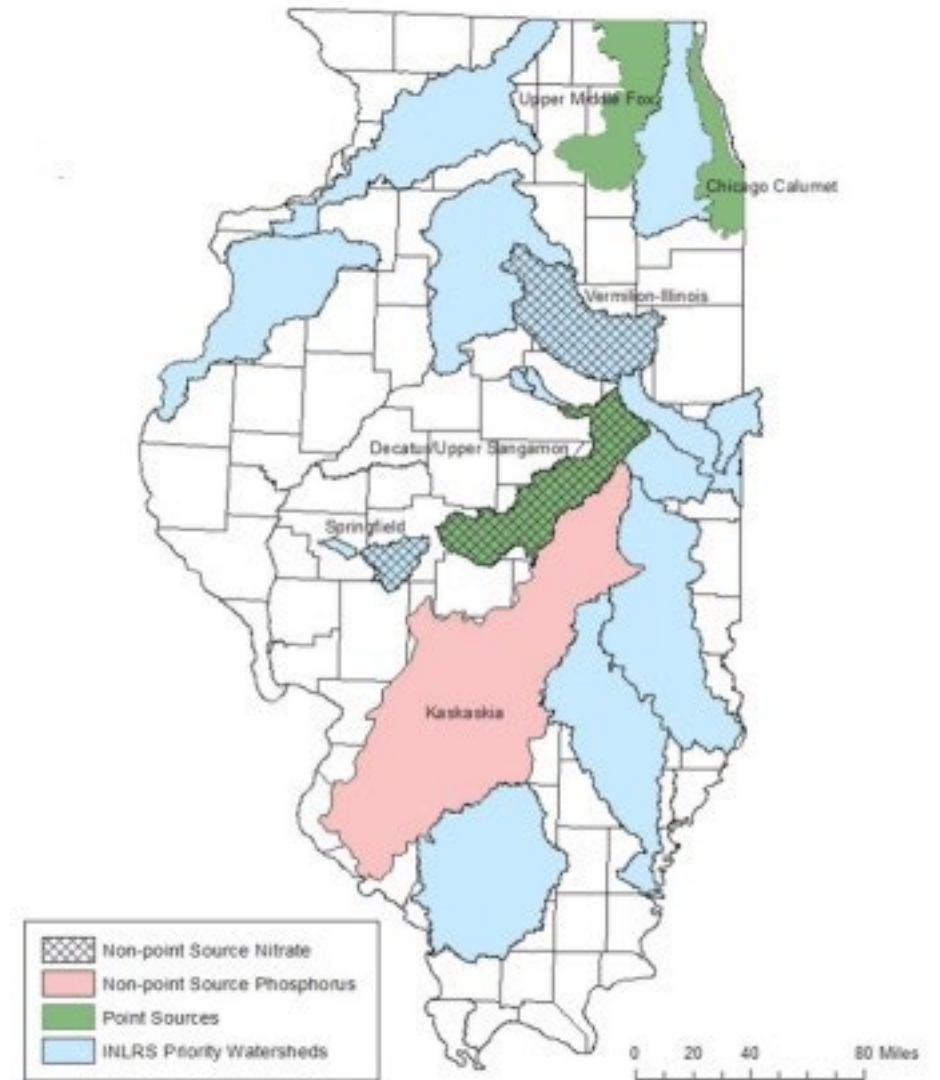 Upper Middle Fox
Chicago Calumet
Vermilion-Illinois
Decatur/Upper Sangamon
Springfield
Kaskaskia
Non-point Source Nitrate
Non-point Source Phosphorus
Point Sources
INLRS Priority Watersheds
0 20 40 80 Miles